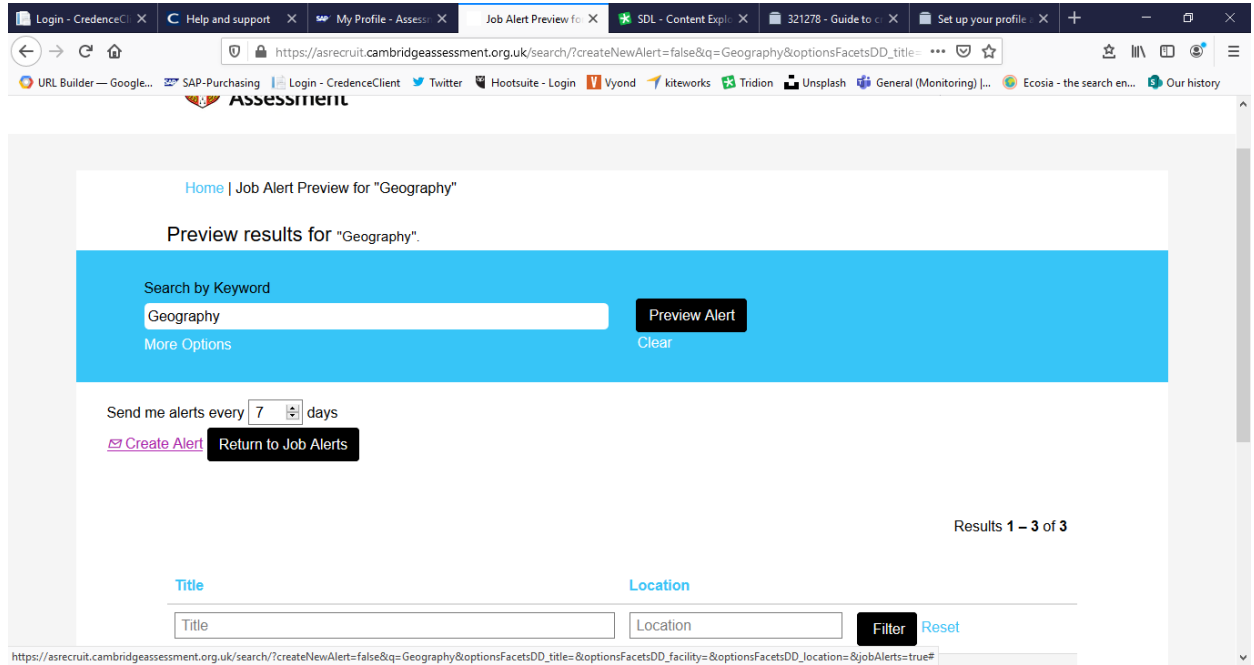 Login - CredenceCli
Help and support
SAP My Profile - Assessm
Job Alert Preview fo
SDL - Content Explo
321278 - Guide to cr
Set up your profile a
https://asrecruit.cambridgeassessment.org.uk/search/?createNewAlert=false&q=Geography&optionsFacetsDD_title=
URL Builder — Google... SAP-Purchasing Login - CredenceClient Twitter Hootsuite - Login Vyond kiteworks Tridion Unsplash General (Monitoring) |... Ecosia - the search en... Our history
Assessment
Home | Job Alert Preview for "Geography"
Preview results for "Geography".
Search by Keyword
Geography
Preview Alert
More Options
Clear
Send me alerts every 7 days
Create Alert Return to Job Alerts
Results 1 – 3 of 3
Title Location
Title Location Filter Reset
https://asrecruit.cambridgeassessment.org.uk/search/?createNewAlert=false&q=Geography&optionsFacetsDD_title=&optionsFacetsDD_facility=&optionsFacetsDD_location=&jobAlerts=true#